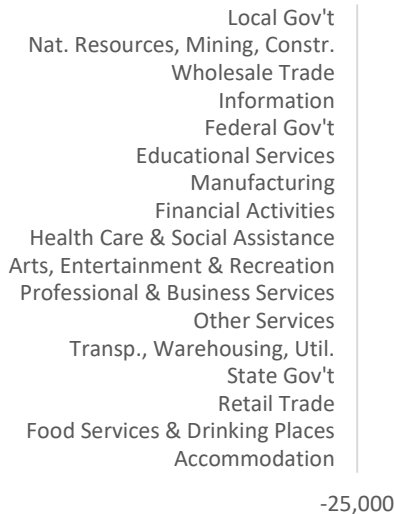 Local Gov't
Nat. Resources, Mining, Constr.
Wholesale Trade
Information
Federal Gov't
Educational Services
Manufacturing
Financial Activities
Health Care & Social Assistance
Arts, Entertainment & Recreation
Professional & Business Services
Other Services
Transp., Warehousing, Util.
State Gov't
Retail Trade
Food Services & Drinking Places
Accommodation
-25,000